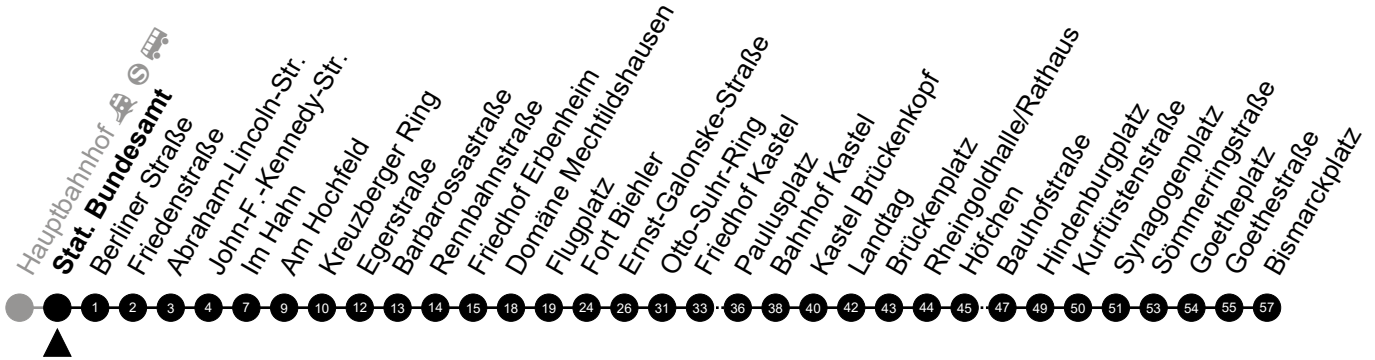 Hauptbahnhof S
Stat. Bundesamt
Berliner Straße
Friedenstraße
Abraham-Lincoln-Str.
John-F.-Kennedy-Str.
Im Hahn
Am Hochfeld
Kreuzberger Ring
Egerstraße
Barbarossastraße
Rennbahnstraße
Friedhof Erbenheim
Domäne Mechtildshausen
Flugplatz
Fort Biehler
Ernst-Galonske-Straße
Otto-Suhr-Ring
Friedhof Kastel
Paulusplatz
Bahnhof Kastel
Kastel Brückenkopf
Landtag
Brückenplatz
Rheingoldhalle/Rathaus
Höfchen
Bauhofstraße
Hindenburgplatz
Kurfürstenstraße
Synagogenplatz
Sömmerringstraße
Goetheplatz
Goethestraße
Bismarckplatz
1 2 3 4 7 9 10 12 13 14 15 18 19 24 26 31 33 36 38 40 42 43 44 45 47 49 50 51 53 54 55 57